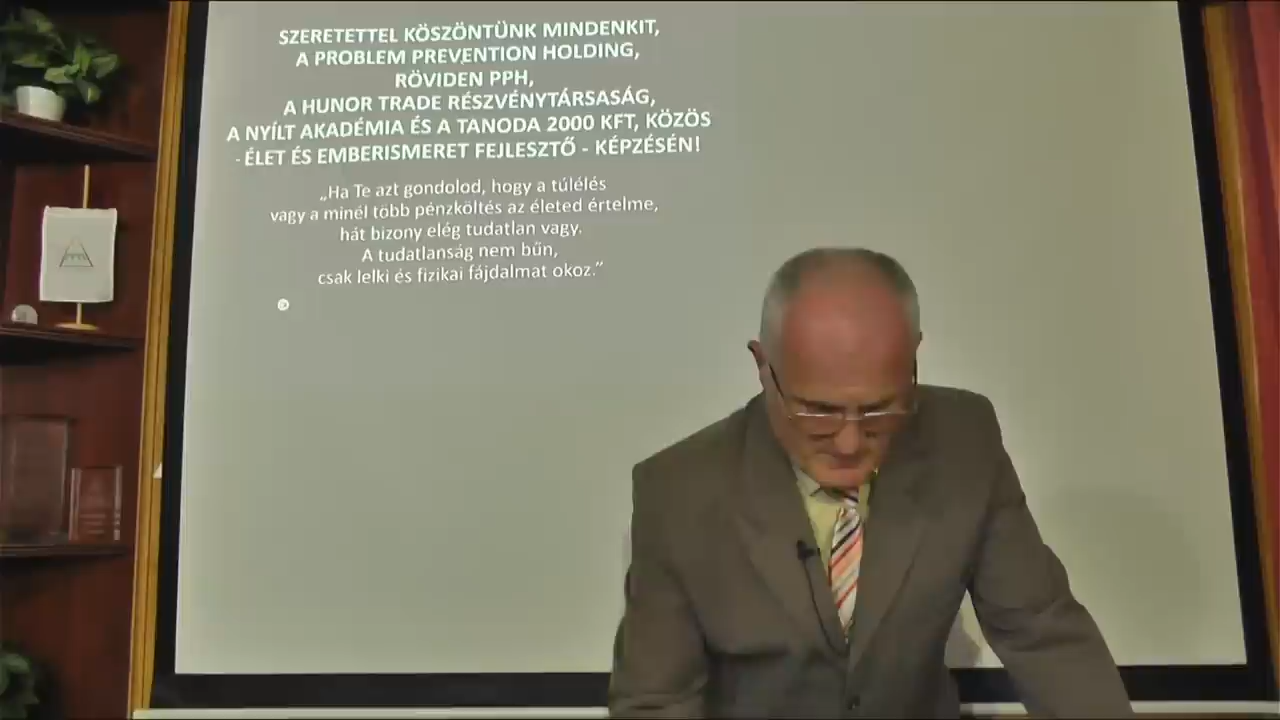 SZERETETTEL KÖSZÖNTÜNK MINDENKIT,
A PROBLEM PREVENTION HOLDING,
RÖVIDEN PPH,
A HUNOR TRADE RÉSZVÉNYTÁRSASÁG,
A NYÍLT AKADÉMIA ÉS A TANODA 2000 KFT, KÖZÖS
- ÉLET ÉS EMBERISMERET FEJLESZTŐ - KÉPZÉSÉN!
„Ha Te azt gondolod, hogy a túlélés
vagy a minél több pénzköltés az életed értelme,
hát bizony elég tudatlan vagy.
A tudatlanság nem bűn,
csak lelki és fizikai fájdalmat okoz.”